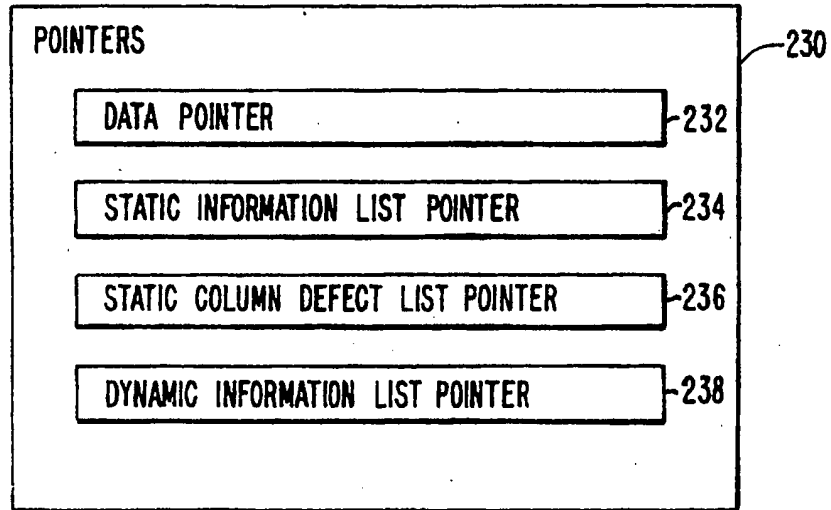 POINTERS
230
DATA POINTER
232
STATIC INFORMATION LIST POINTER
234
STATIC COLUMN DEFECT LIST POINTER
236
DYNAMIC INFORMATION LIST POINTER
238